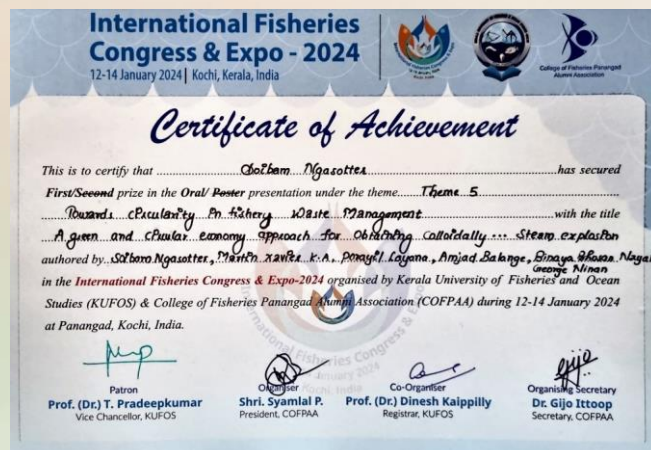 International Fisheries
Congress & Expo - 2024
12-14 January 2024 | Kochi, Kerala, India
College of Fisheries Panangad
Alumni Association
Certificate of Achievement
This is to certify that Soibam Ngasotter has secured
First/Second prize in the Oral/ Poster presentation under the theme Theme 5
Towards circularity in fishery Waste Management with the title
A green and circular economy approach for obtaining colloidally ... Steam explosion
authored by Soibam Ngasotter, Martin xavier K.A, Layana, Amjad Balange, Binaya Bhusan Nayak
George Ninan
in the International Fisheries Congress & Expo-2024 organised by Kerala University of Fisheries and Ocean
Studies (KUFOS) & College of Fisheries Panangad Alumni Association (COFPAA) during 12-14 January 2024
at Panangad, Kochi, India.
Patron
Prof. (Dr.) T. Pradeepkumar
Vice Chancellor, KUFOS
Organiser
Shri. Syamlal P.
President, COFPAA
Co-Organiser
Prof. (Dr.) Dinesh Kaippilly
Registrar, KUFOS
Organising Secretary
Dr. Gijo Ittoop
Secretary, COFPAA